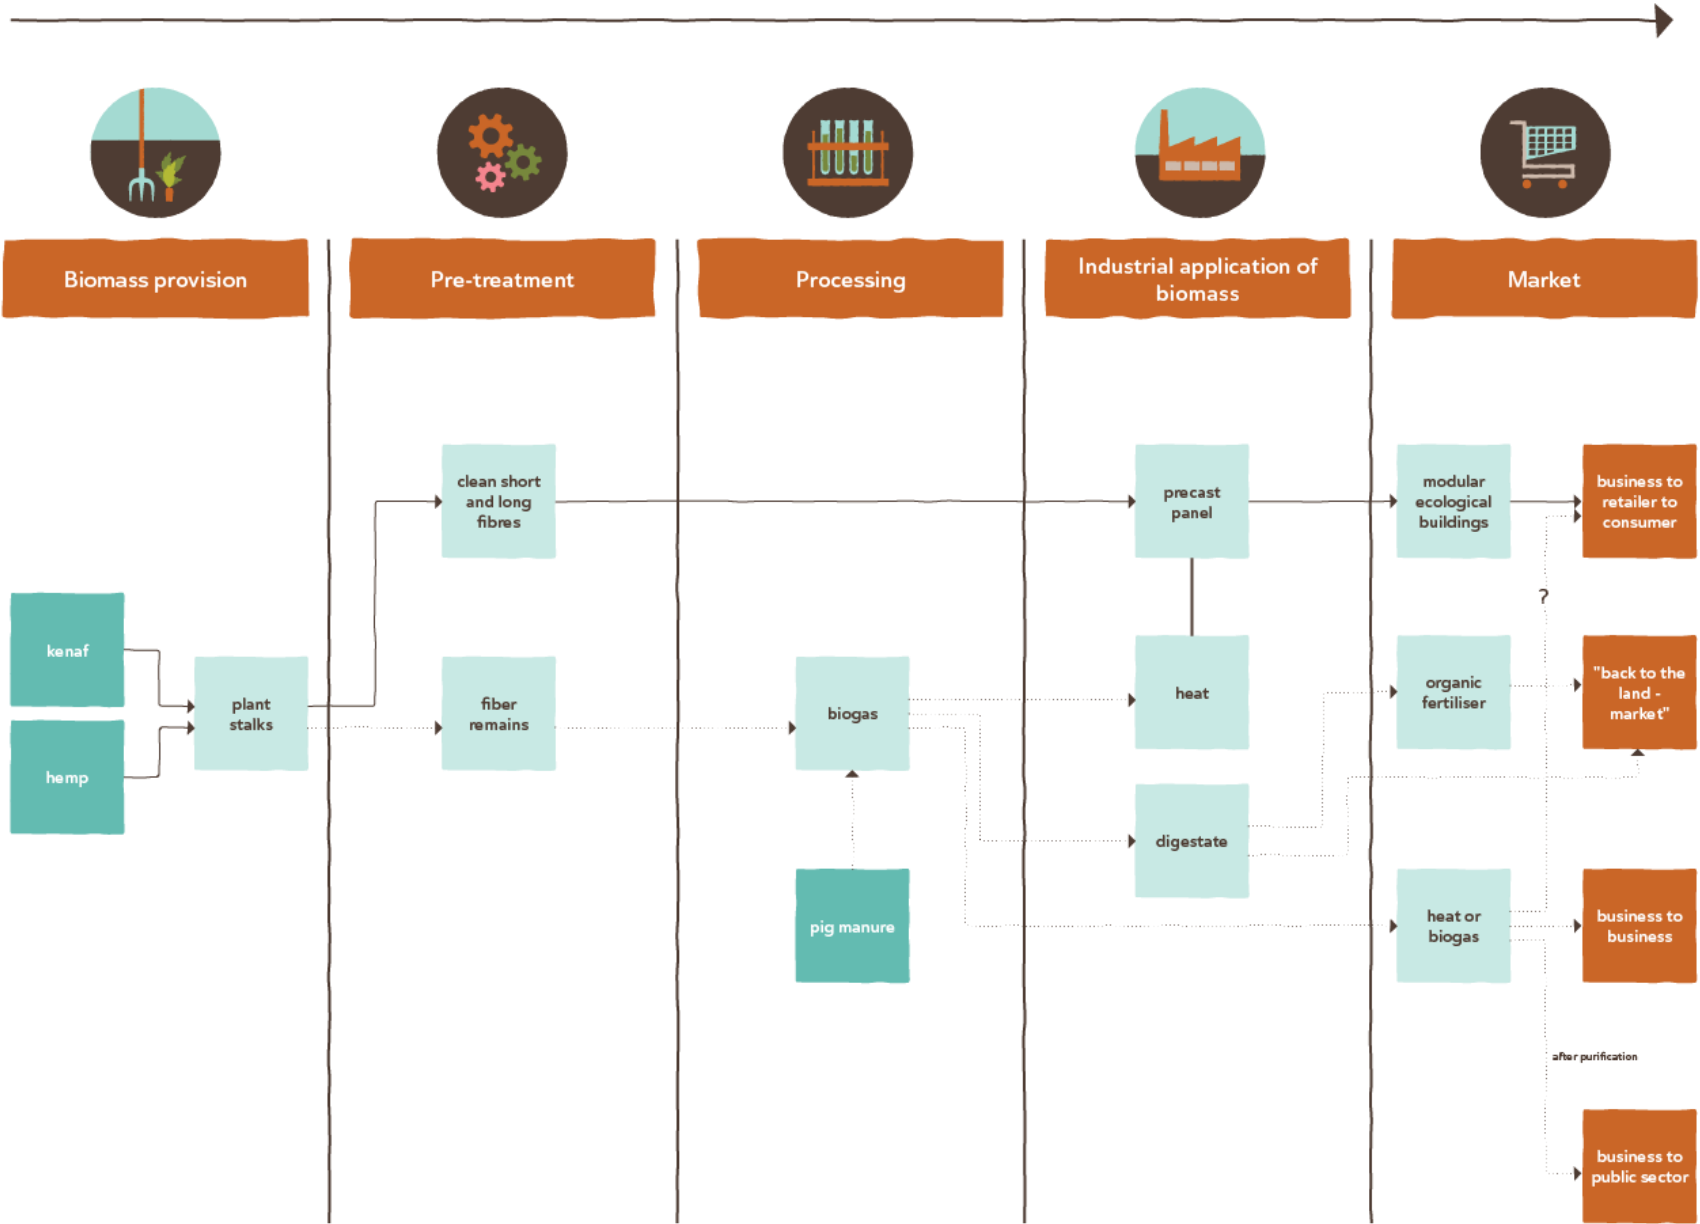 Biomass provision
Pre-treatment
Processing
Industrial application of
biomass
Market
clean short
and long
fibres
precast
panel
modular
ecological
buildings
business to
retailer to
consumer
?
kenaf
hemp
plant
stalks
fiber
remains
biogas
heat
organic
fertiliser
"back to the
land -
market"
digestate
pig manure
heat or
biogas
business to
business
after purification
business to
public sector